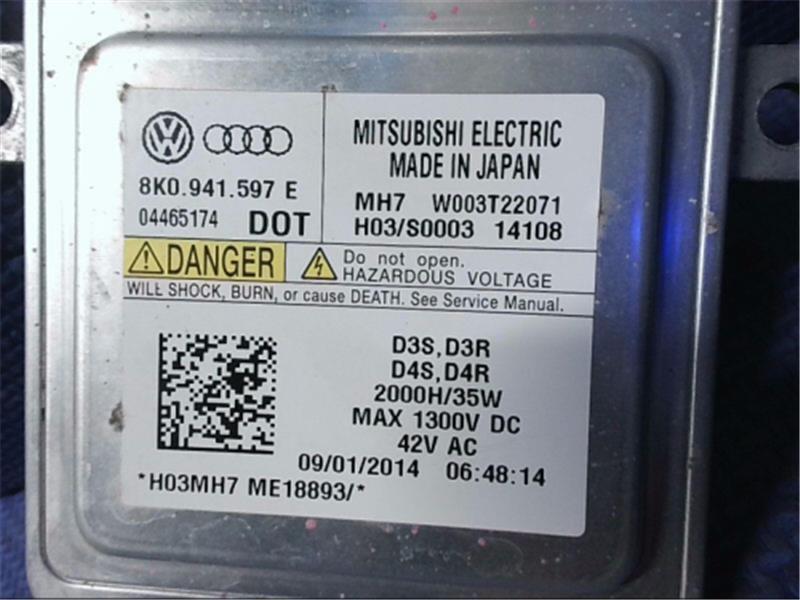 MITSUBISHI ELECTRIC
MADE IN JAPAN
8K0.941.597 E
MH7 W003T22071
04465174 DOT
H03/S0003 14108
DANGER
Do not open.
HAZARDOUS VOLTAGE
WILL SHOCK, BURN, or cause DEATH. See Service Manual.
D3S,D3R
D4S,D4R
2000H/35W
MAX 1300V DC
42V AC
09/01/2014 06:48:14
*H03MH7 ME18893/*